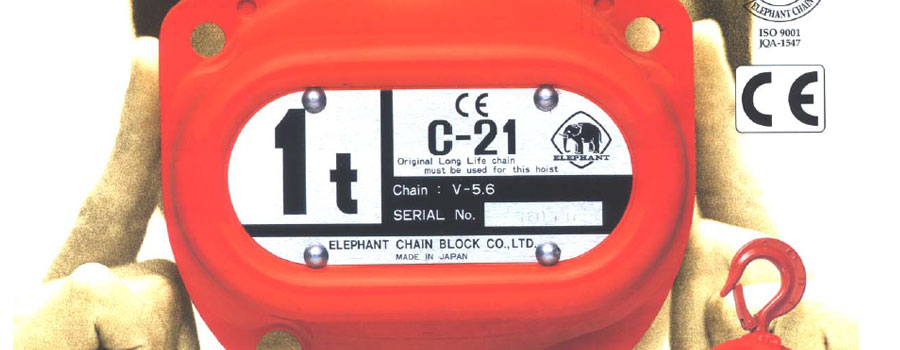 ELEPHANT CHAIN
ISO 9001
JQA-1547
CE
1t
CE
C-21
ELEPHANT
Original Long Life chain
must be used for this hoist
Chain : V-5.6
SERIAL No.
ELEPHANT CHAIN BLOCK CO.,LTD.
MADE IN JAPAN